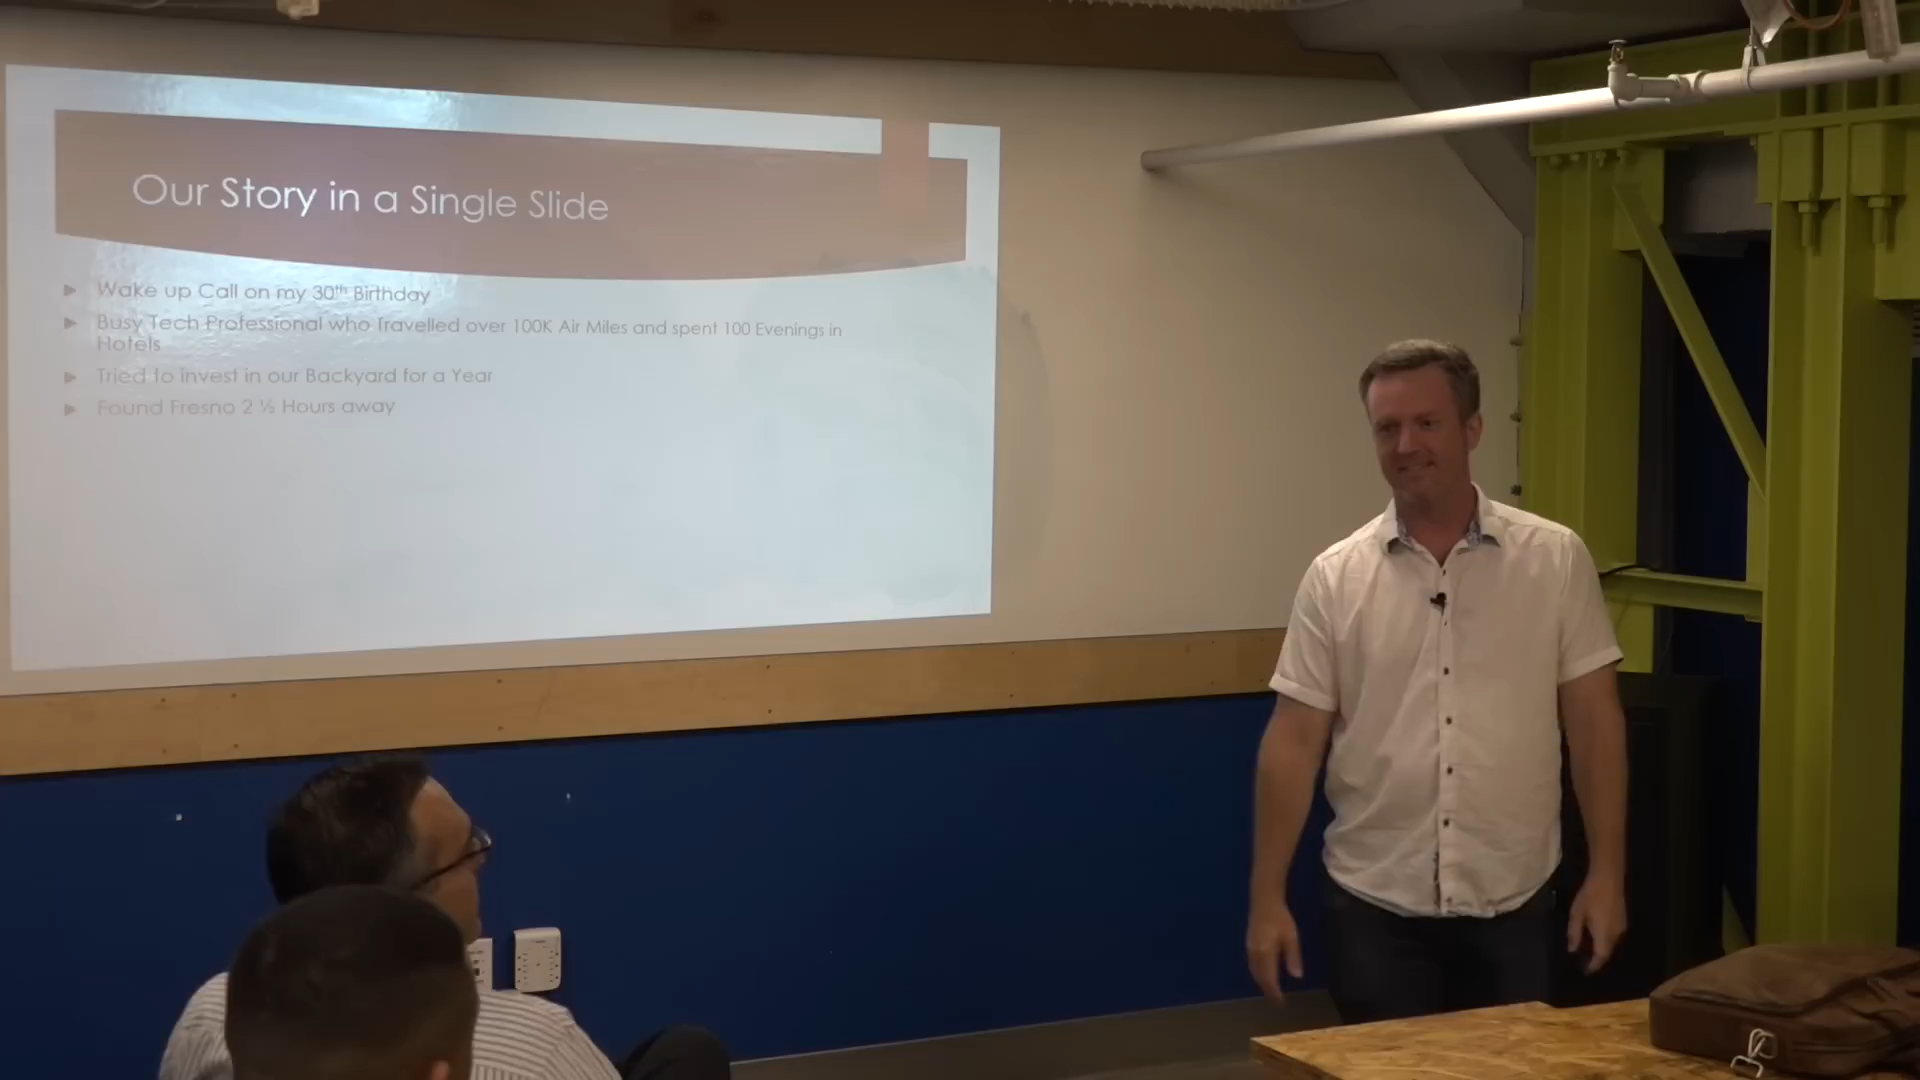 Our Story in a Single Slide
Wake up Call on my 30th Birthday
Busy Tech Professional who Travelled over 100K Air Miles and spent 100 Evenings in
Hotels
Tried to Invest in our Backyard for a Year
Found Fresno 2 ½ Hours away